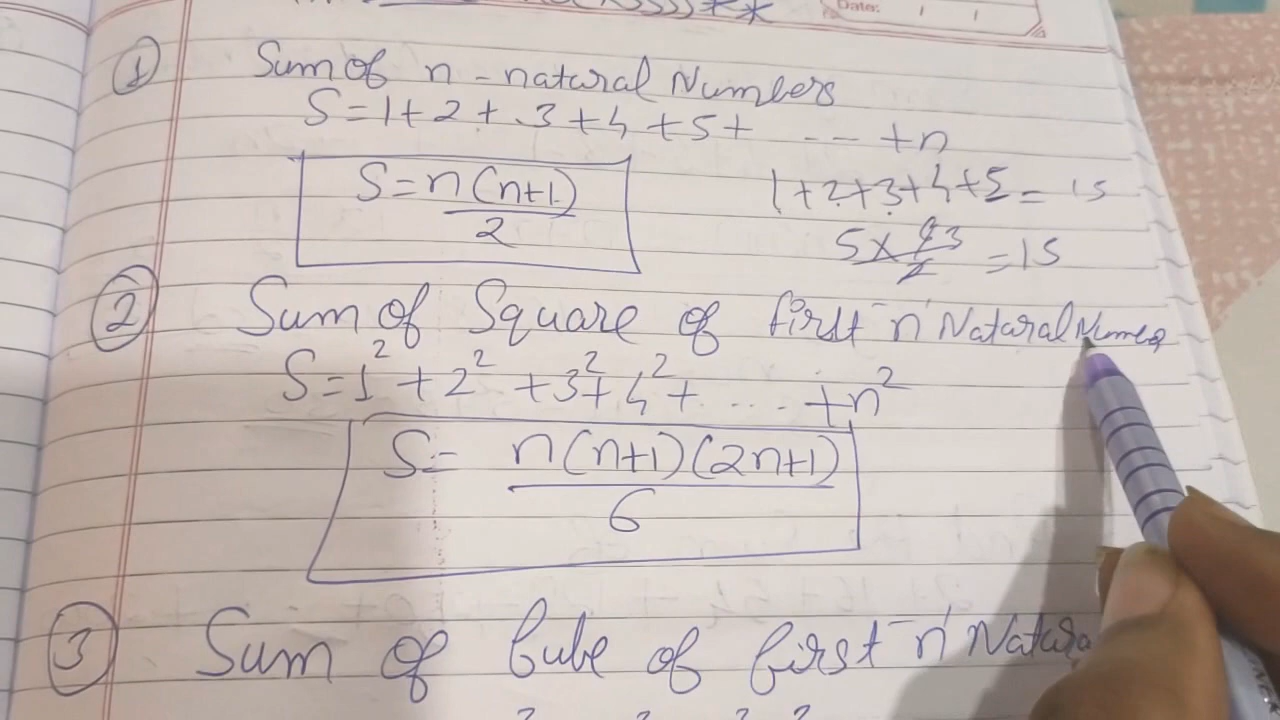 Date:
① Sum of n - natural Numbers
S = 1 + 2 + 3 + 4 + 5 + ... + n
S = n(n+1)/2
1+2+3+4+5 = 15
= 15
② Sum of Square of first 'n' Nataral
S = 1² + 2² + 3² + 4² + .... + n²
S = n(n+1)(2n+1)/6
③ Sum of Cube of first 'n' Natura